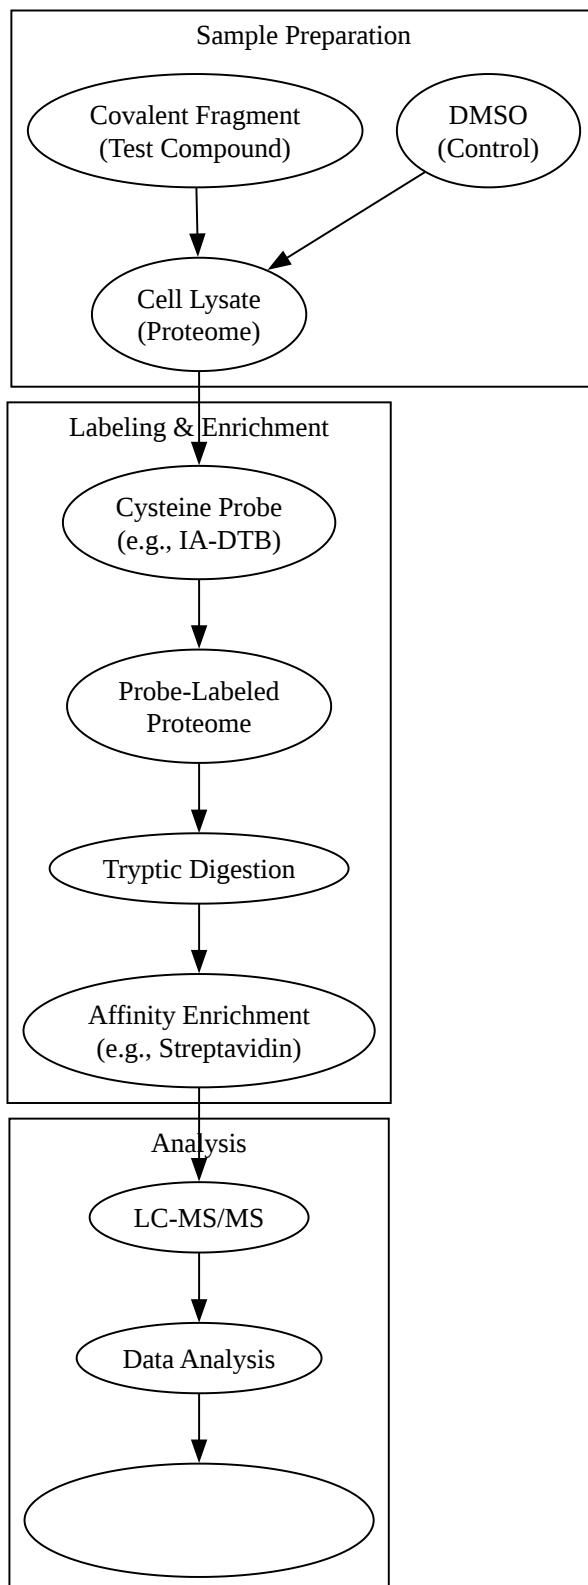 Sample Preparation
Covalent Fragment
(Test Compound)
DMSO
(Control)
Cell Lysate
(Proteome)
Labeling & Enrichment
Cysteine Probe
(e.g., IA-DTB)
Probe-Labeled
Proteome
Tryptic Digestion
Affinity Enrichment
(e.g., Streptavidin)
Analysis
LC-MS/MS
Data Analysis